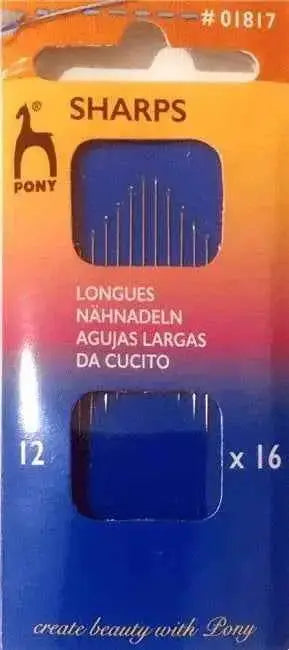 #01817
SHARPS
®
PONY
LONGUES
NÄHNADELN
AGUJAS LARGAS
DA CUCITO
12 x 16
create beauty with Pony